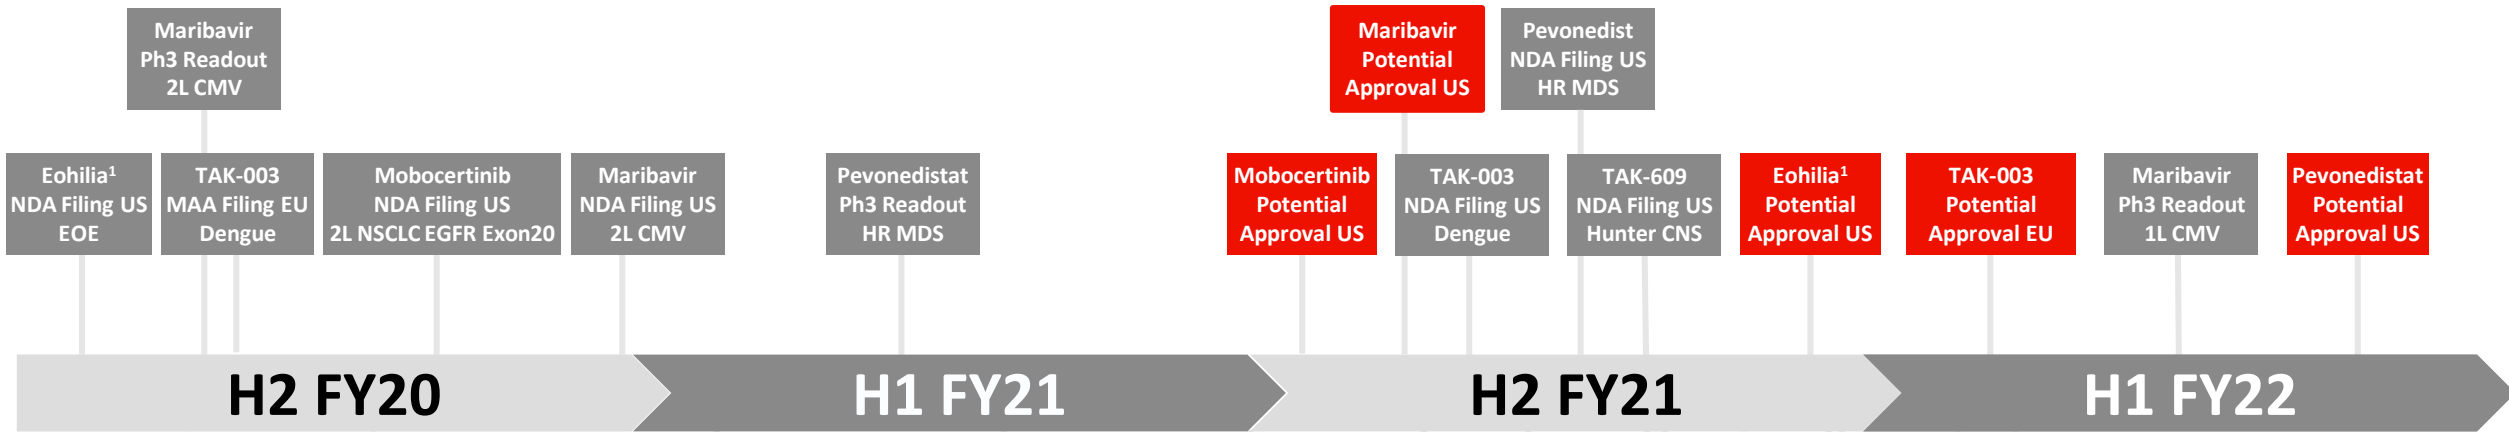 Maribavir
Ph3 Readout
2L CMV
Maribavir
Potential
Approval US
Pevonedist
NDA Filing US
HR MDS
Eohilia¹
NDA Filing US
EOE
TAK-003
MAA Filing EU
Dengue
Mobocertinib
NDA Filing US
2L NSCLC EGFR Exon20
Maribavir
NDA Filing US
2L CMV
Pevonedistat
Ph3 Readout
HR MDS
Mobocertinib
Potential
Approval US
TAK-003
NDA Filing US
Dengue
TAK-609
NDA Filing US
Hunter CNS
Eohilia¹
Potential
Approval US
TAK-003
Potential
Approval EU
Maribavir
Ph3 Readout
1L CMV
Pevonedistat
Potential
Approval US
H2 FY20
H1 FY21
H2 FY21
H1 FY22